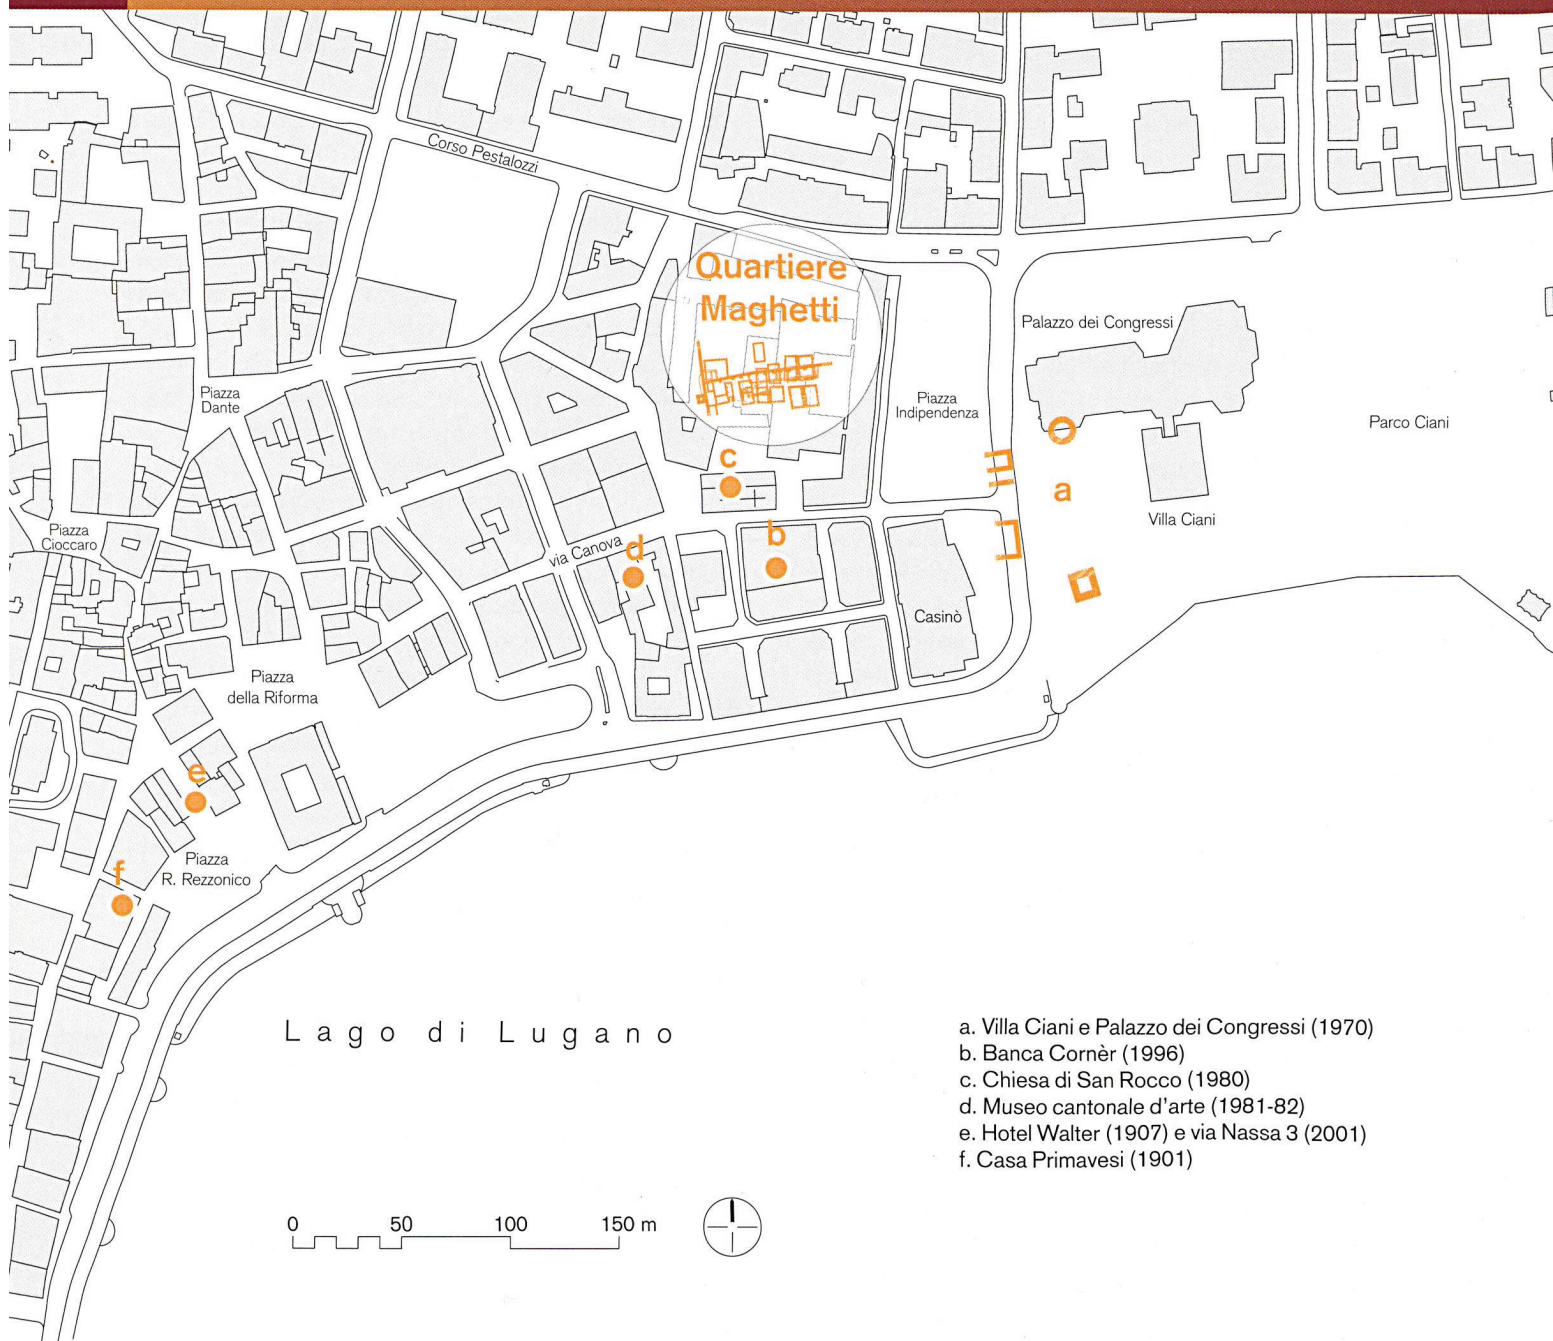 Corso Pestalozzi
Quartiere
Maghetti
Palazzo dei Congressi
Piazza
Dante
Piazza
Indipendenza
Parco Ciani
c
a
Villa Ciani
Piazza
Cioccaro
via Canova
d
b
Casinò
Piazza
della Riforma
e
Piazza
R. Rezzonico
f
Lago di Lugano
a. Villa Ciani e Palazzo dei Congressi (1970)
b. Banca Cornèr (1996)
c. Chiesa di San Rocco (1980)
d. Museo cantonale d'arte (1981-82)
e. Hotel Walter (1907) e via Nassa 3 (2001)
f. Casa Primavesi (1901)
0 50 100 150 m